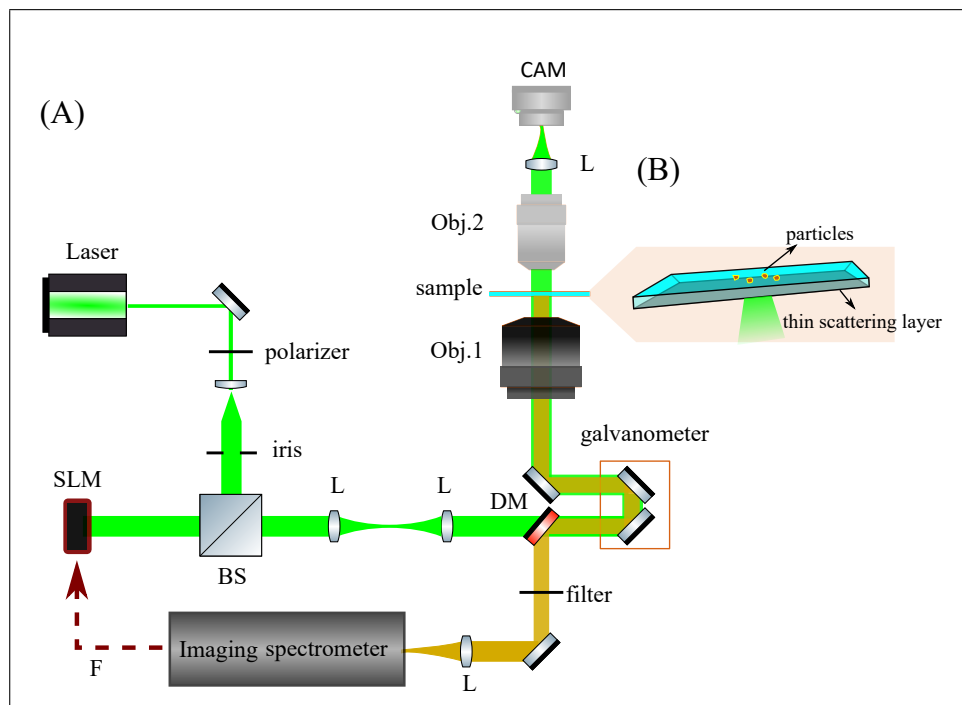 CAM
(A)
L
(B)
Obj.2
particles
Laser
sample
thin scattering layer
Obj.1
polarizer
galvanometer
iris
SLM
L
L
DM
BS
filter
Imaging spectrometer
F
L